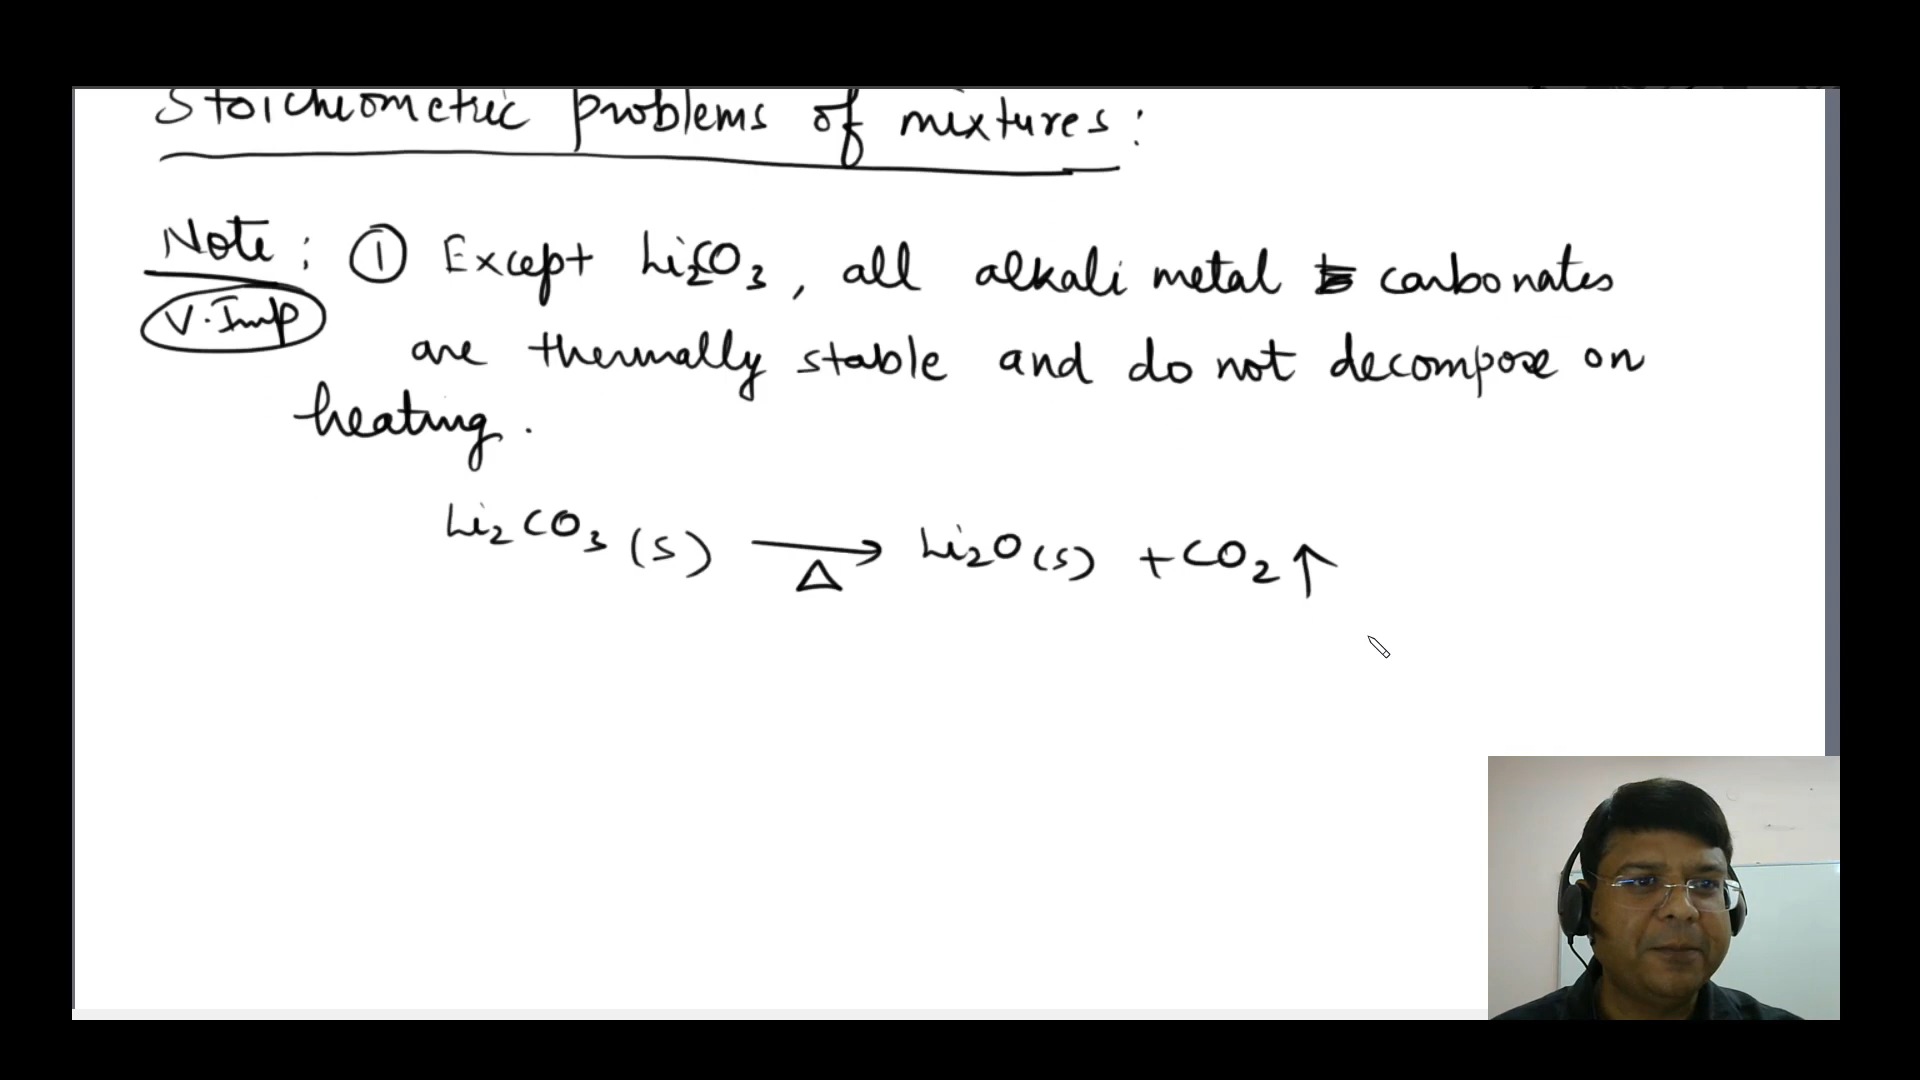 Stoichiometric problems of mixtures:
Note: ① Except Li₂CO₃, all alkali metal carbonates
V. Imp
are thermally stable and do not decompose on
heating.
Li₂CO₃ (s) →Δ Li₂O(s) + CO₂↑